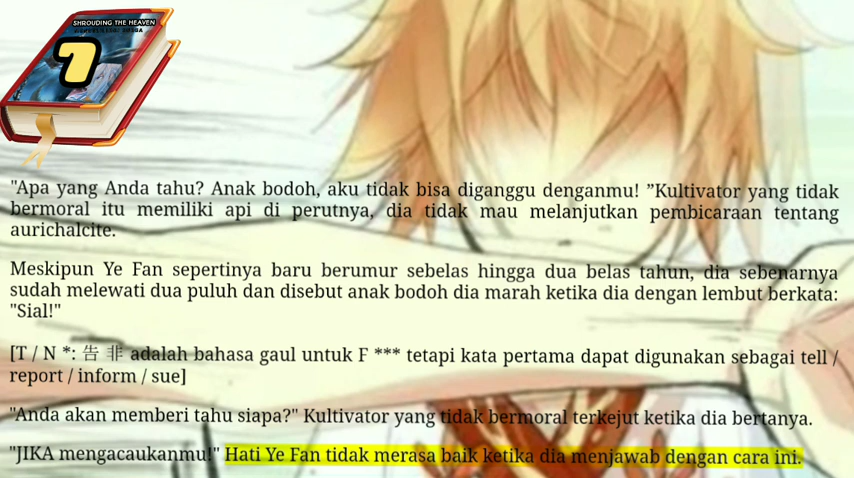 SHROUDING THE HEAVEN
7
"Apa yang Anda tahu? Anak bodoh, aku tidak bisa diganggu denganmu! ”Kultivator yang tidak
bermoral itu memiliki api di perutnya, dia tidak mau melanjutkan pembicaraan tentang
aurichalcite.
Meskipun Ye Fan sepertinya baru berumur sebelas hingga dua belas tahun, dia sebenarnya
sudah melewati dua puluh dan disebut anak bodoh dia marah ketika dia dengan lembut berkata:
"Sial!"
[T / N *: 告 非 adalah bahasa gaul untuk F *** tetapi kata pertama dapat digunakan sebagai tell /
report / inform / sue]
"Anda akan memberi tahu siapa?" Kultivator yang tidak bermoral terkejut ketika dia bertanya.
"JIKA mengacaukanmu!" Hati Ye Fan tidak merasa baik ketika dia menjawab dengan cara ini.